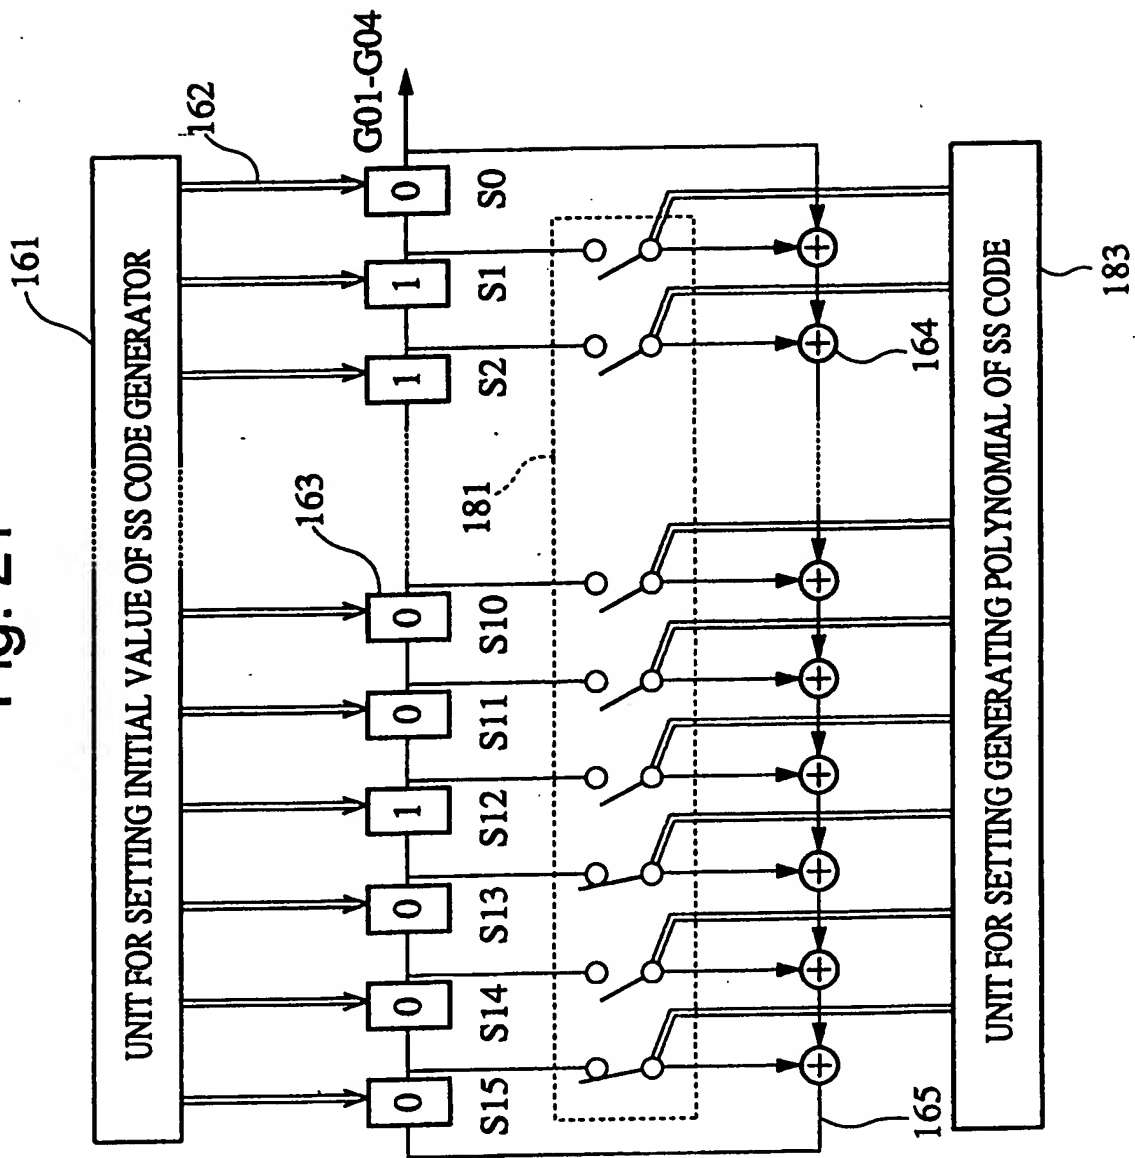 Fig. 21
161
UNIT FOR SETTING INITIAL VALUE OF SS CODE GENERATOR
162
163
G01-G04
0 0 0 1 0 0 1 1 0
S15 S14 S13 S12 S11 S10 S2 S1 S0
181
164
165
UNIT FOR SETTING GENERATING POLYNOMIAL OF SS CODE
183